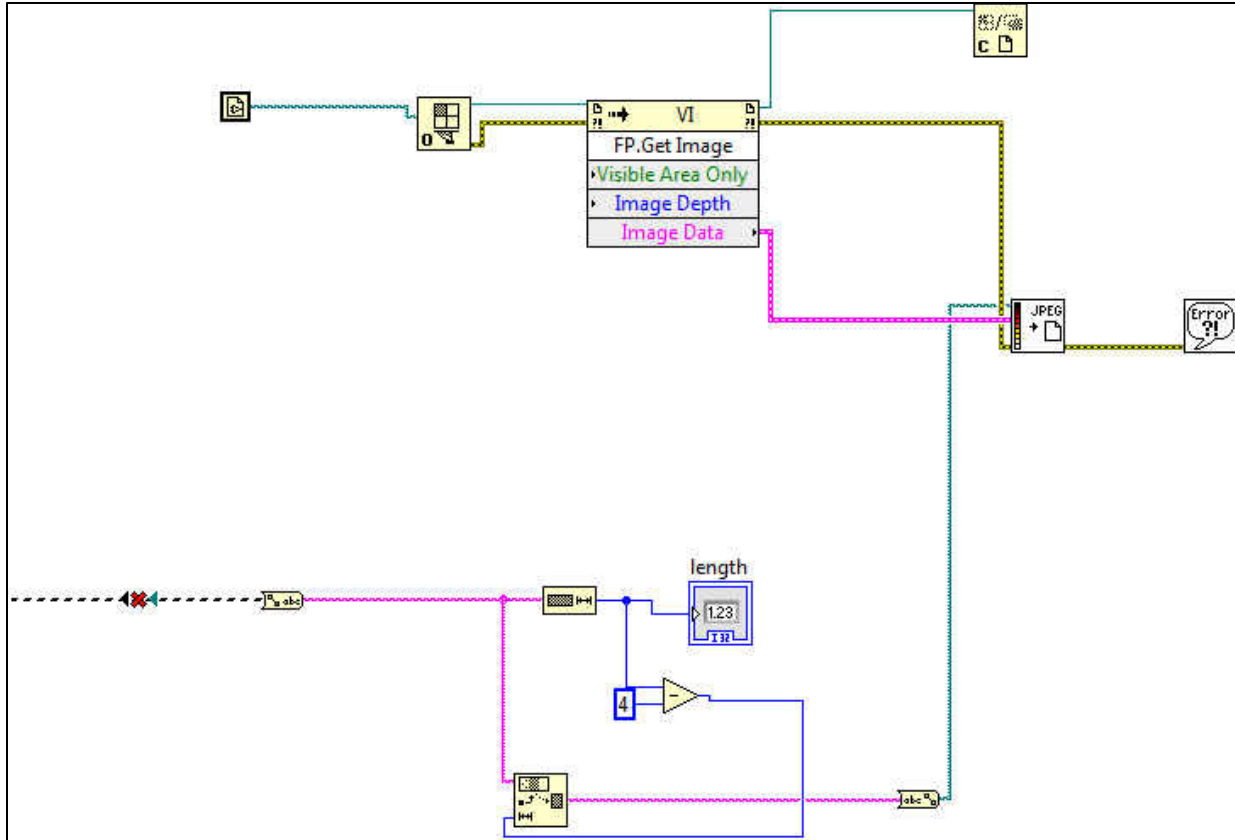 C
O
VI
?!
?!
FP.Get Image
Visible Area Only
Image Depth
Image Data
JPEG
Error
?!
length
abc
1.23
I32
4
abc